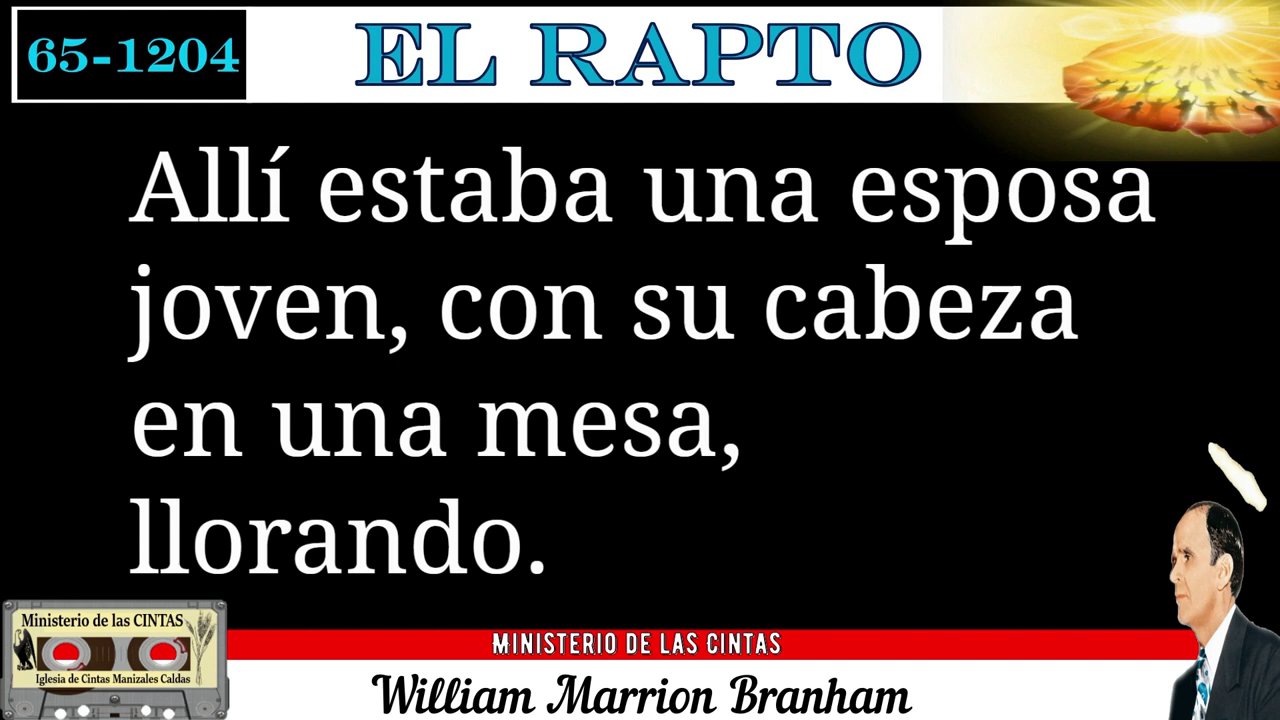 65-1204
EL RAPTO
Allí estaba una esposa
joven, con su cabeza
en una mesa,
llorando.
Ministerio de las CINTAS
Iglesia de Cintas Manizales Caldas
MINISTERIO DE LAS CINTAS
William Marrion Branham